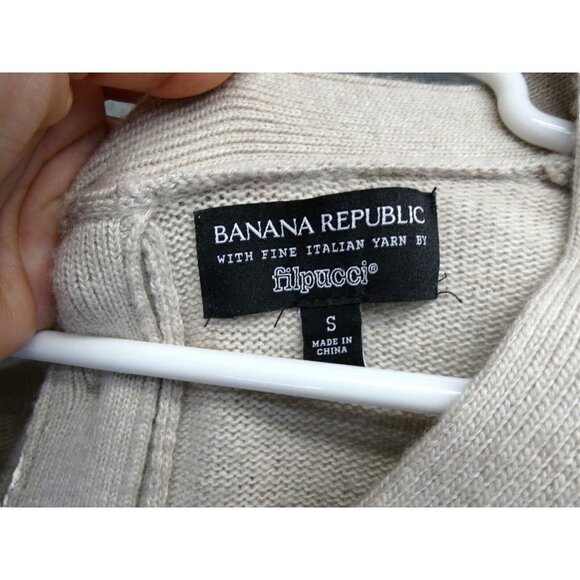 BANANA REPUBLIC
WITH FINE ITALIAN YARN BY
filpucci®
S
MADE IN
CHINA